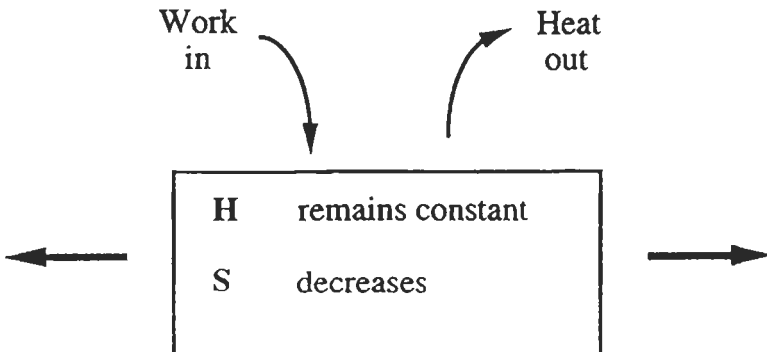 Work
in
Heat
out
H remains constant
S decreases